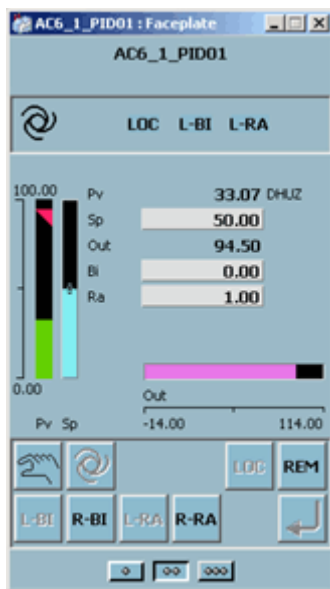 AC6_1_PID01 : Faceplate
AC6_1_PID01
LOC L-BI L-RA
100.00
Pv 33.07 DHUZ
Sp 50.00
Out 94.50
Bi 0.00
Ra 1.00
0.00
Out
Pv Sp -14.00 114.00
LOC REM
L-BI R-BI L-RA R-RA